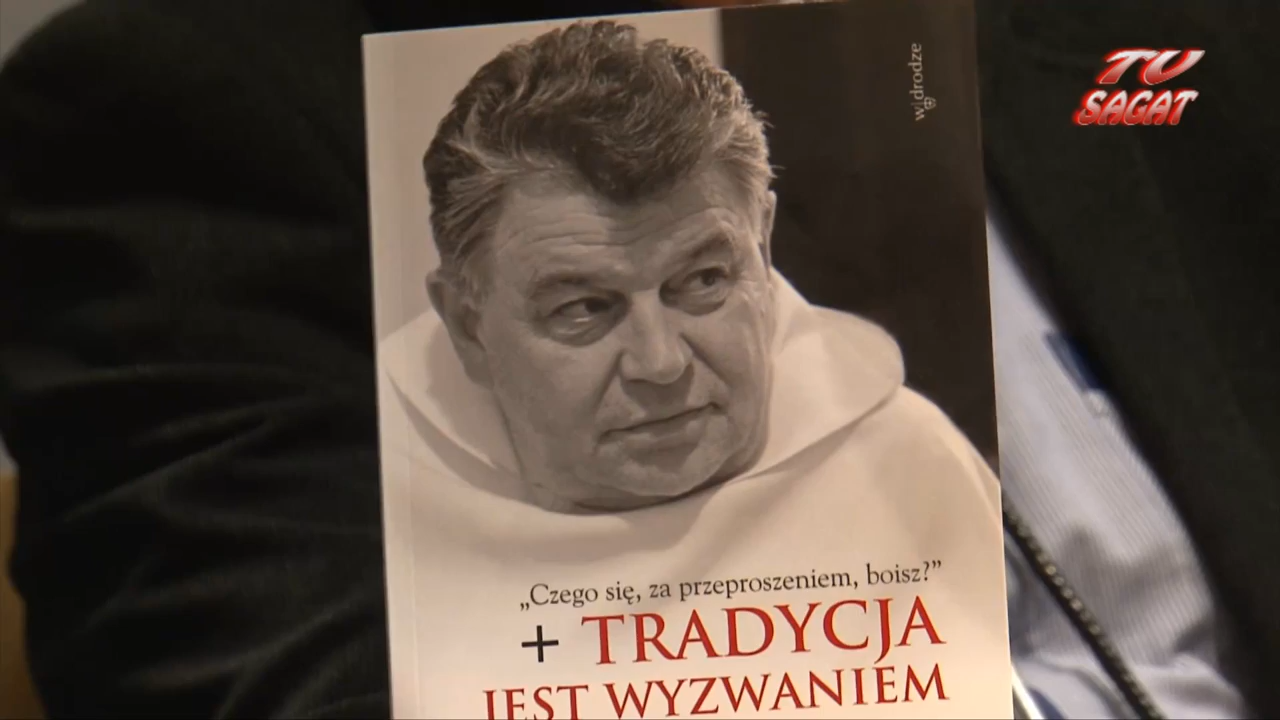 w drodze
TV
SAGAT
„Czego się, za przeproszeniem, boisz?”
+ TRADYCJA
JEST WYZWANIEM